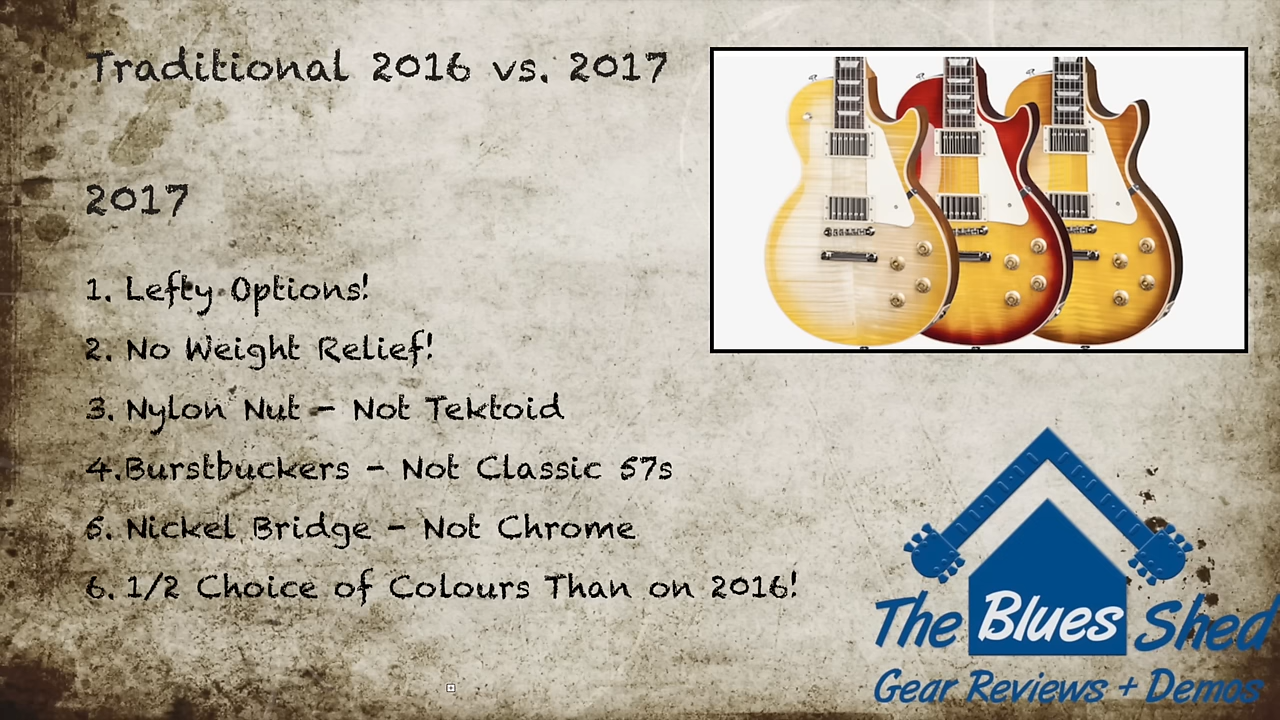 Traditional 2016 vs. 2017
2017
1. Lefty Options!
2. No Weight Relief!
3. Nylon Nut - Not Tektoid
4.Burstbuckers - Not Classic 57s
5. Nickel Bridge - Not Chrome
6. 1/2 Choice of Colours Than on 2016!
The Blues Shed
Gear Reviews + Demos